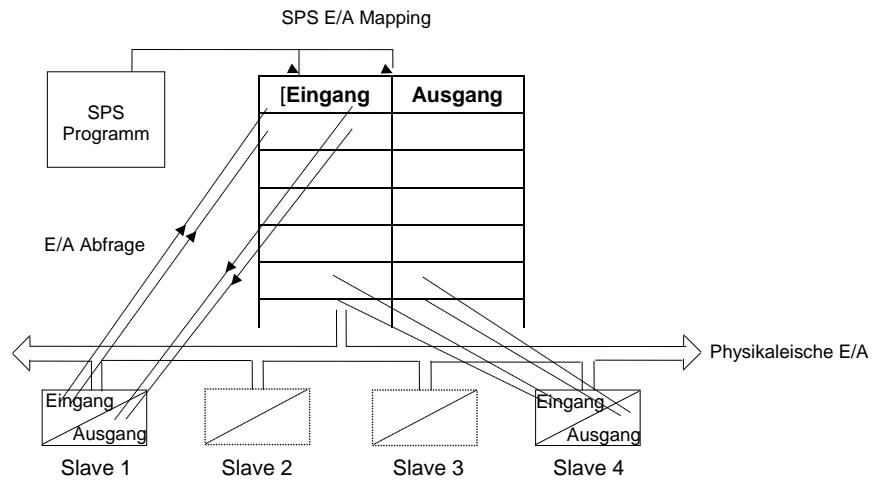 SPS E/A Mapping
SPS
Programm
[Eingang Ausgang
E/A Abfrage
Physikaleische E/A
Eingang
Ausgang
Eingang
Ausgang
Slave 1 Slave 2 Slave 3 Slave 4